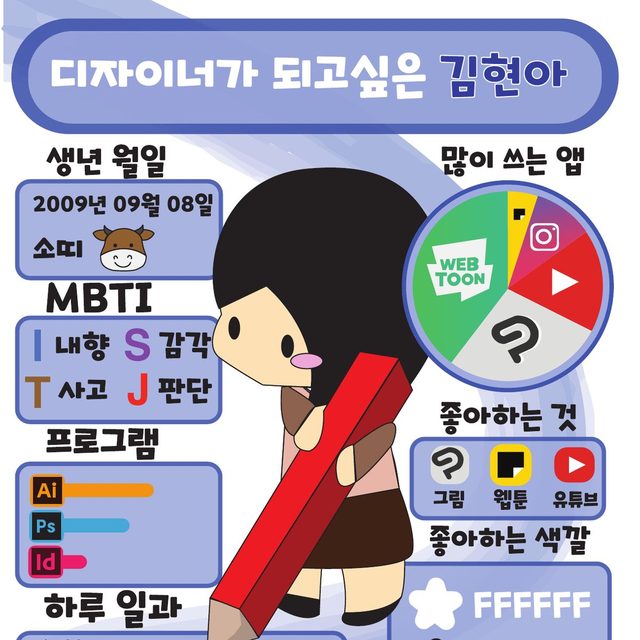 디자이너가 되고싶은 김현아
생년 월일
2009년 09월 08일
소띠
MBTI
I 내향 S 감각
T 사고 J 판단
프로그램
Ai
Ps
Id
하루 일과
많이 쓰는 앱
WEB
TOON
좋아하는 것
그림 웹툰 유튜브
좋아하는 색깔
FFFFFF